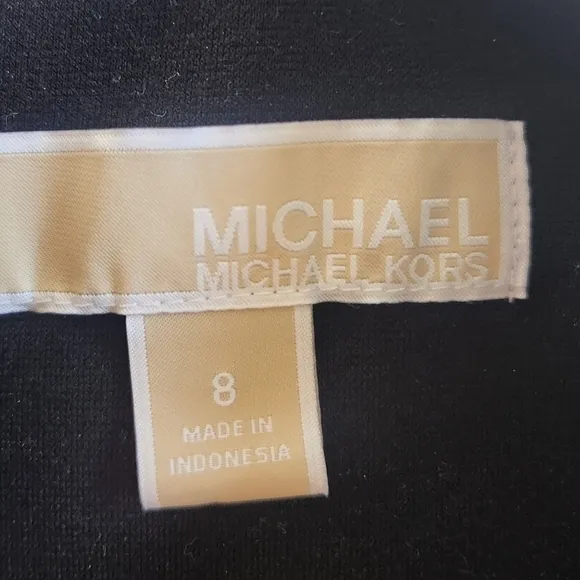 MICHAEL
MICHAEL KORS
8
MADE IN
INDONESIA